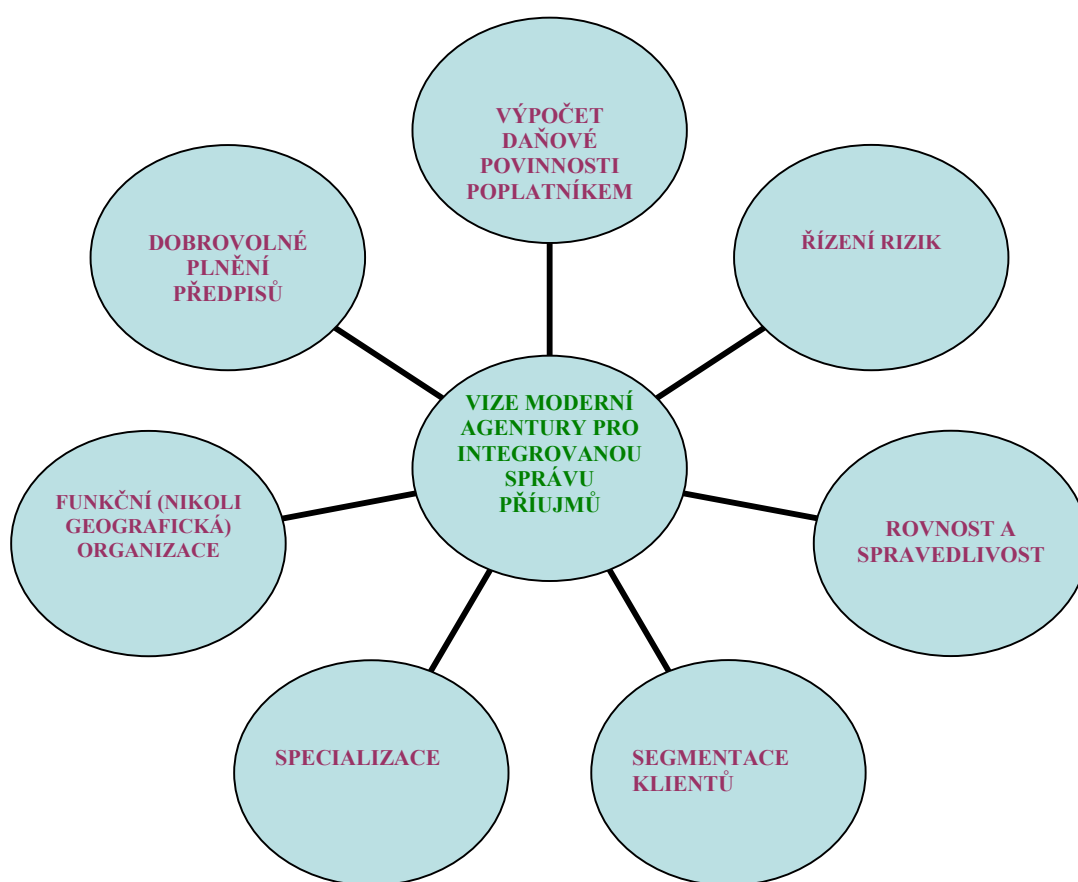 VÝPOČET
DAŇOVÉ
POVINNOSTI
POPLATNÍKEM
DOBROVOLNÉ
PLNĚNÍ
PŘEDPISŮ
ŘÍZENÍ RIZIK
VIZE MODERNÍ
AGENTURY PRO
INTEGROVANOU
SPRÁVU
PŘÍUJMŮ
FUNKČNÍ (NIKOLI
GEOGRAFICKÁ)
ORGANIZACE
ROVNOST A
SPRAVEDLIVOST
SPECIALIZACE
SEGMENTACE
KLIENTŮ